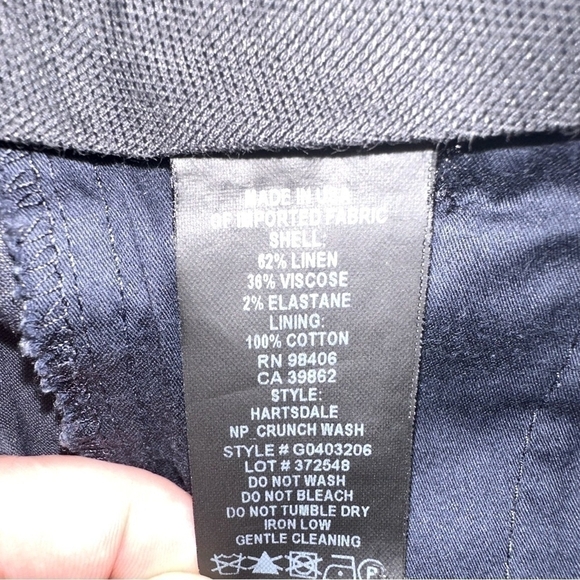 MADE IN USA
OF IMPORTED FABRIC
SHELL:
62% LINEN
36% VISCOSE
2% ELASTANE
LINING:
100% COTTON
RN 98406
CA 39862
STYLE:
HARTSDALE
NP_CRUNCH WASH
STYLE # G0403206
LOT # 372548
DO NOT WASH
DO NOT BLEACH
DO NOT TUMBLE DRY
IRON LOW
GENTLE CLEANING
P